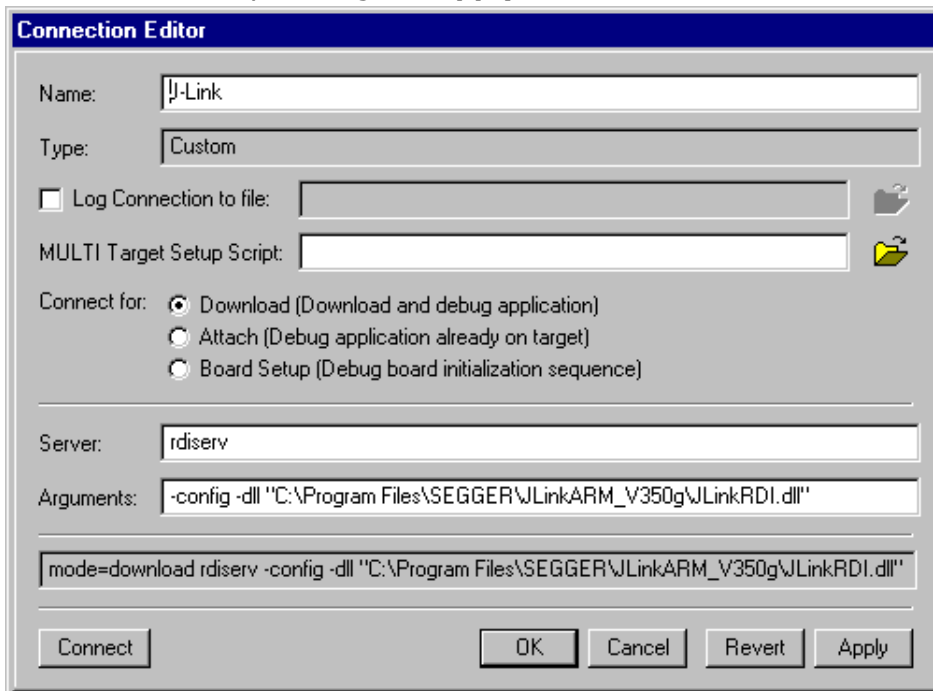 Connection Editor
Name: J-Link
Type: Custom
Log Connection to file:
MULTI Target Setup Script:
Connect for: Download (Download and debug application)
Attach (Debug application already on target)
Board Setup (Debug board initialization sequence)
Server: rdiserv
Arguments: -config -dll "C:\Program Files\SEGGER\JLinkARM_V350g\JLinkRDI.dll"
mode=download rdiserv -config -dll "C:\Program Files\SEGGER\JLinkARM_V350g\JLinkRDI.dll"
Connect OK Cancel Revert Apply